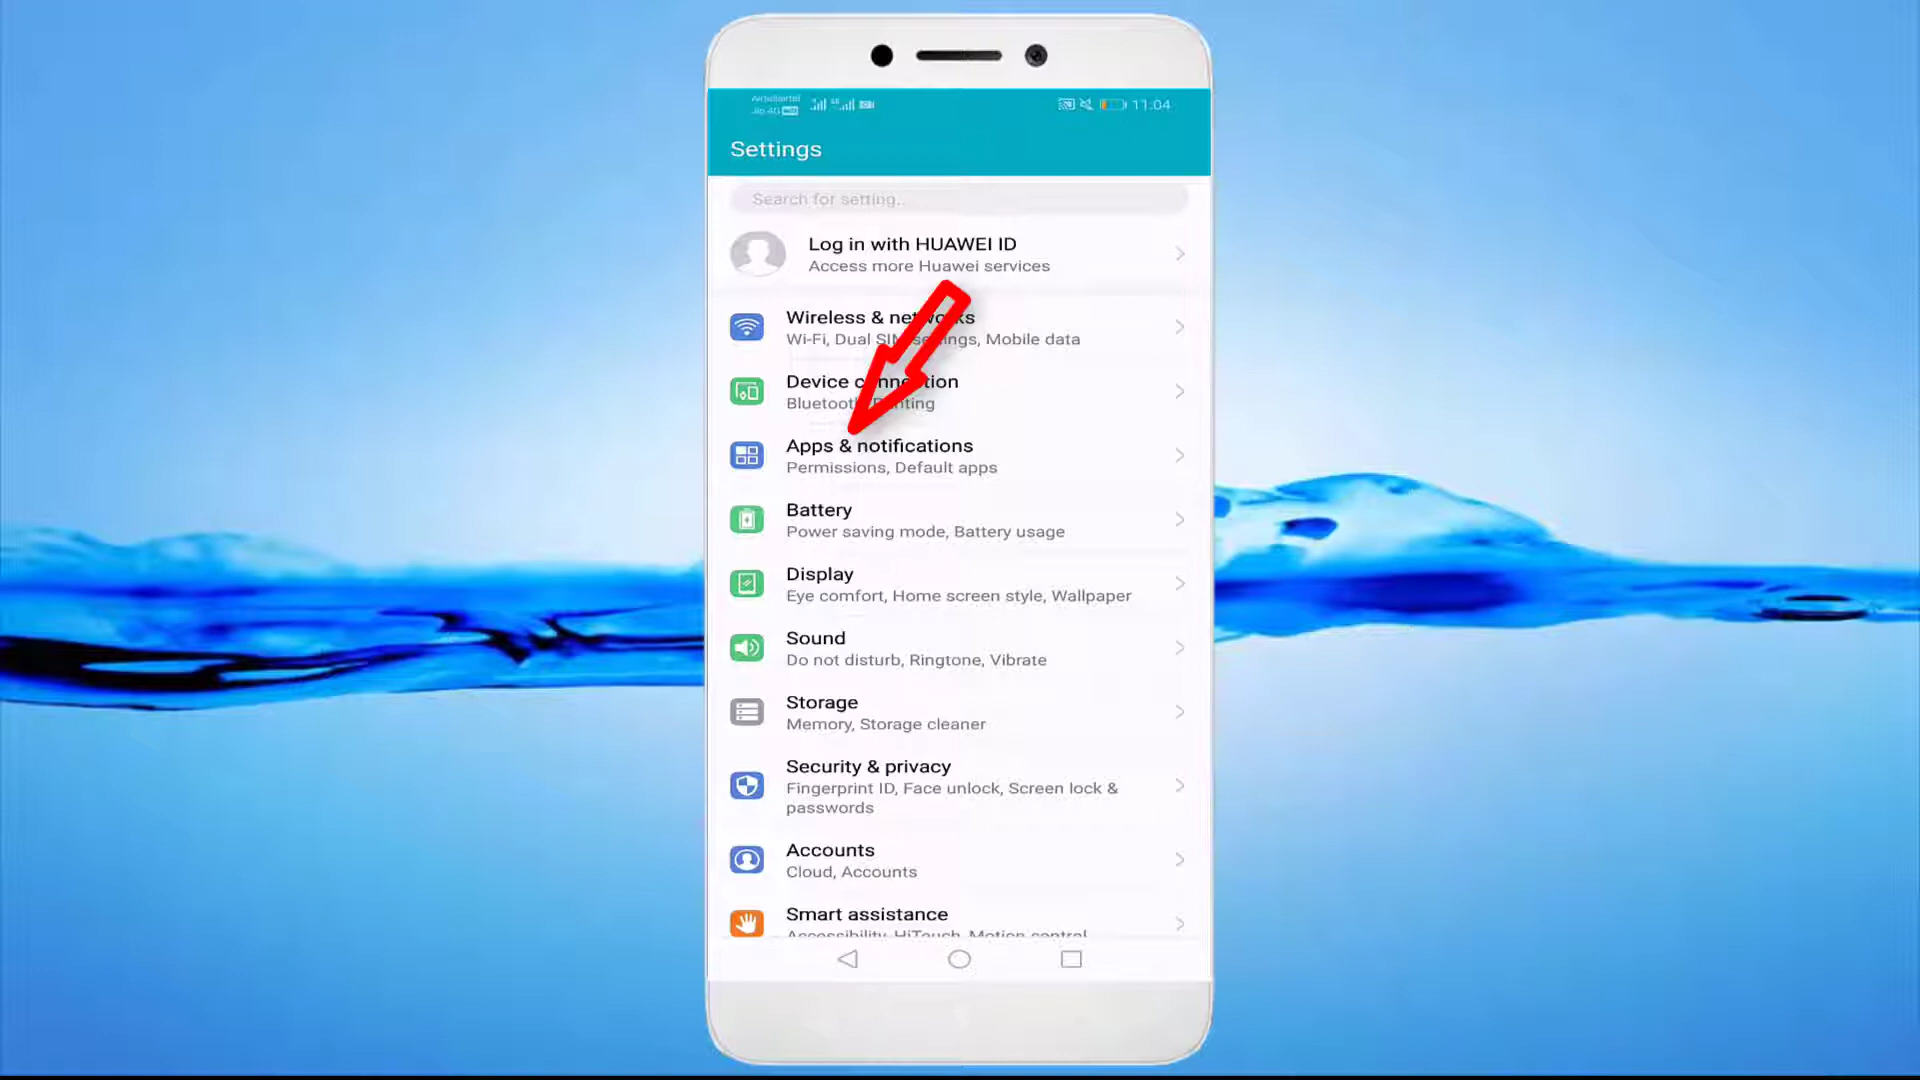 11:04
Settings
Search for setting..
Log in with HUAWEI ID
Access more Huawei services
Wireless & networks
Wi-Fi, Dual SIM settings, Mobile data
Device connection
Bluetooth, Printing
Apps & notifications
Permissions, Default apps
Battery
Power saving mode, Battery usage
Display
Eye comfort, Home screen style, Wallpaper
Sound
Do not disturb, Ringtone, Vibrate
Storage
Memory, Storage cleaner
Security & privacy
Fingerprint ID, Face unlock, Screen lock &
passwords
Accounts
Cloud, Accounts
Smart assistance
Accessibility, HiTouch, Motion control